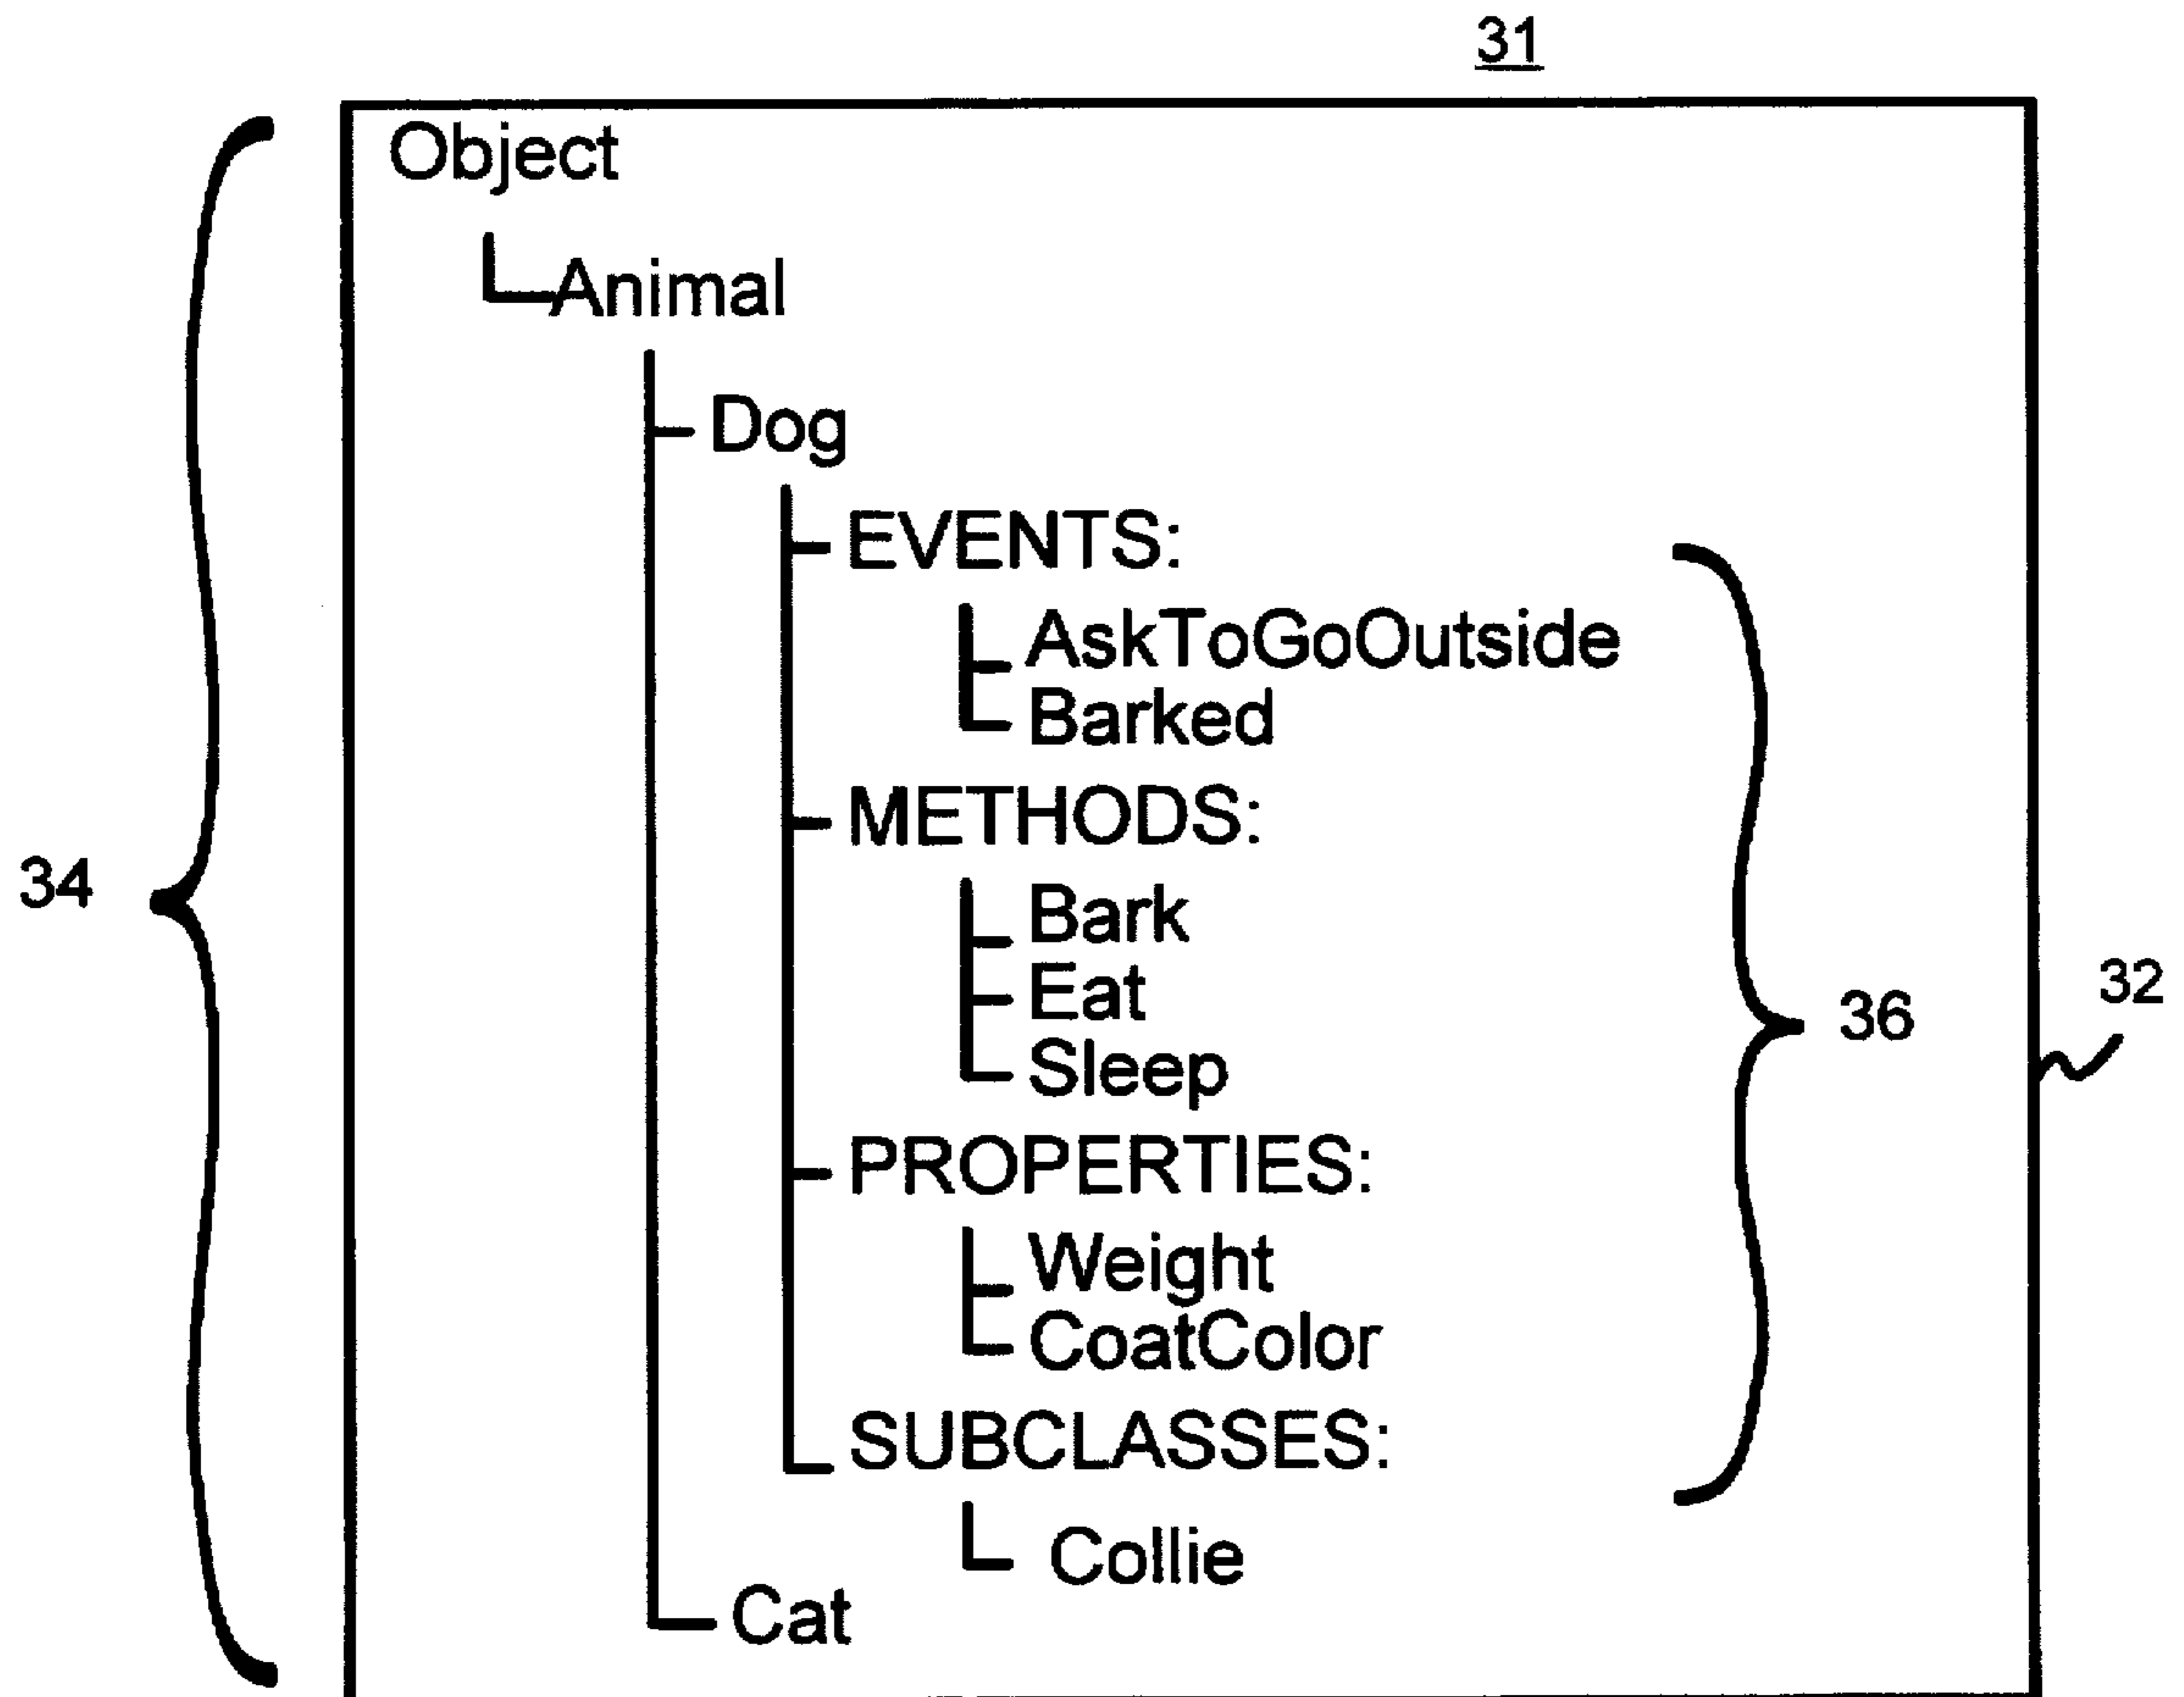 31
Object
Animal
Dog
EVENTS:
AskToGoOutside
Barked
METHODS:
34
Bark
Eat
32
36
Sleep
PROPERTIES:
Weight
CoatColor
SUBCLASSES:
Collie
Cat